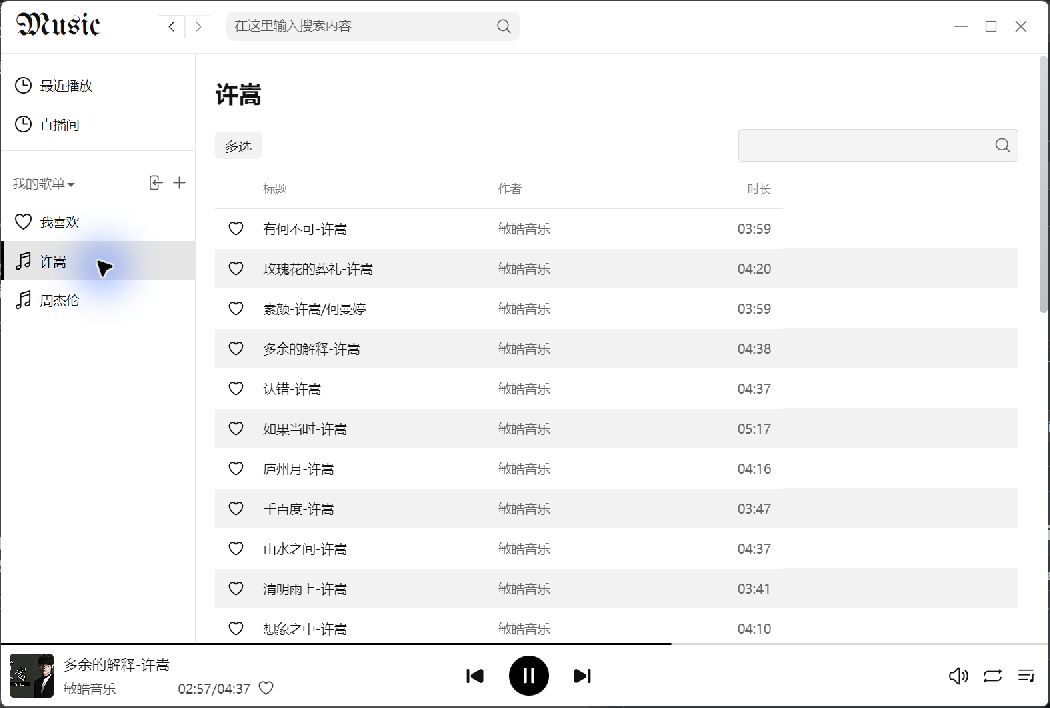 Music
在这里输入搜索内容
最近播放
直播间
我的歌单
我喜欢
许嵩
周杰伦
许嵩
多选
标题 作者 时长
有何不可-许嵩 敏皓音乐 03:59
玫瑰花的葬礼-许嵩 敏皓音乐 04:20
素颜-许嵩/何曼婷 敏皓音乐 03:59
多余的解释-许嵩 敏皓音乐 04:38
认错-许嵩 敏皓音乐 04:37
如果当时-许嵩 敏皓音乐 05:17
庐州月-许嵩 敏皓音乐 04:16
千百度-许嵩 敏皓音乐 03:47
山水之间-许嵩 敏皓音乐 04:37
清明雨上-许嵩 敏皓音乐 03:41
想象之中-许嵩 敏皓音乐 04:10
多余的解释-许嵩
敏皓音乐 02:57/04:37